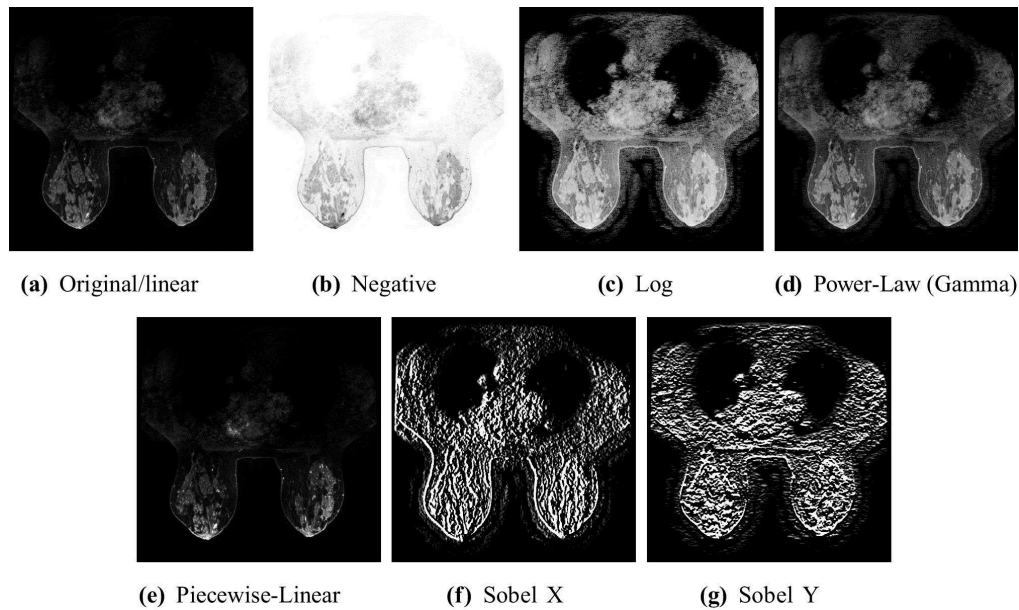 (a) Original/linear
(b) Negative
(c) Log
(d) Power-Law (Gamma)
(e) Piecewise-Linear
(f) Sobel X
(g) Sobel Y